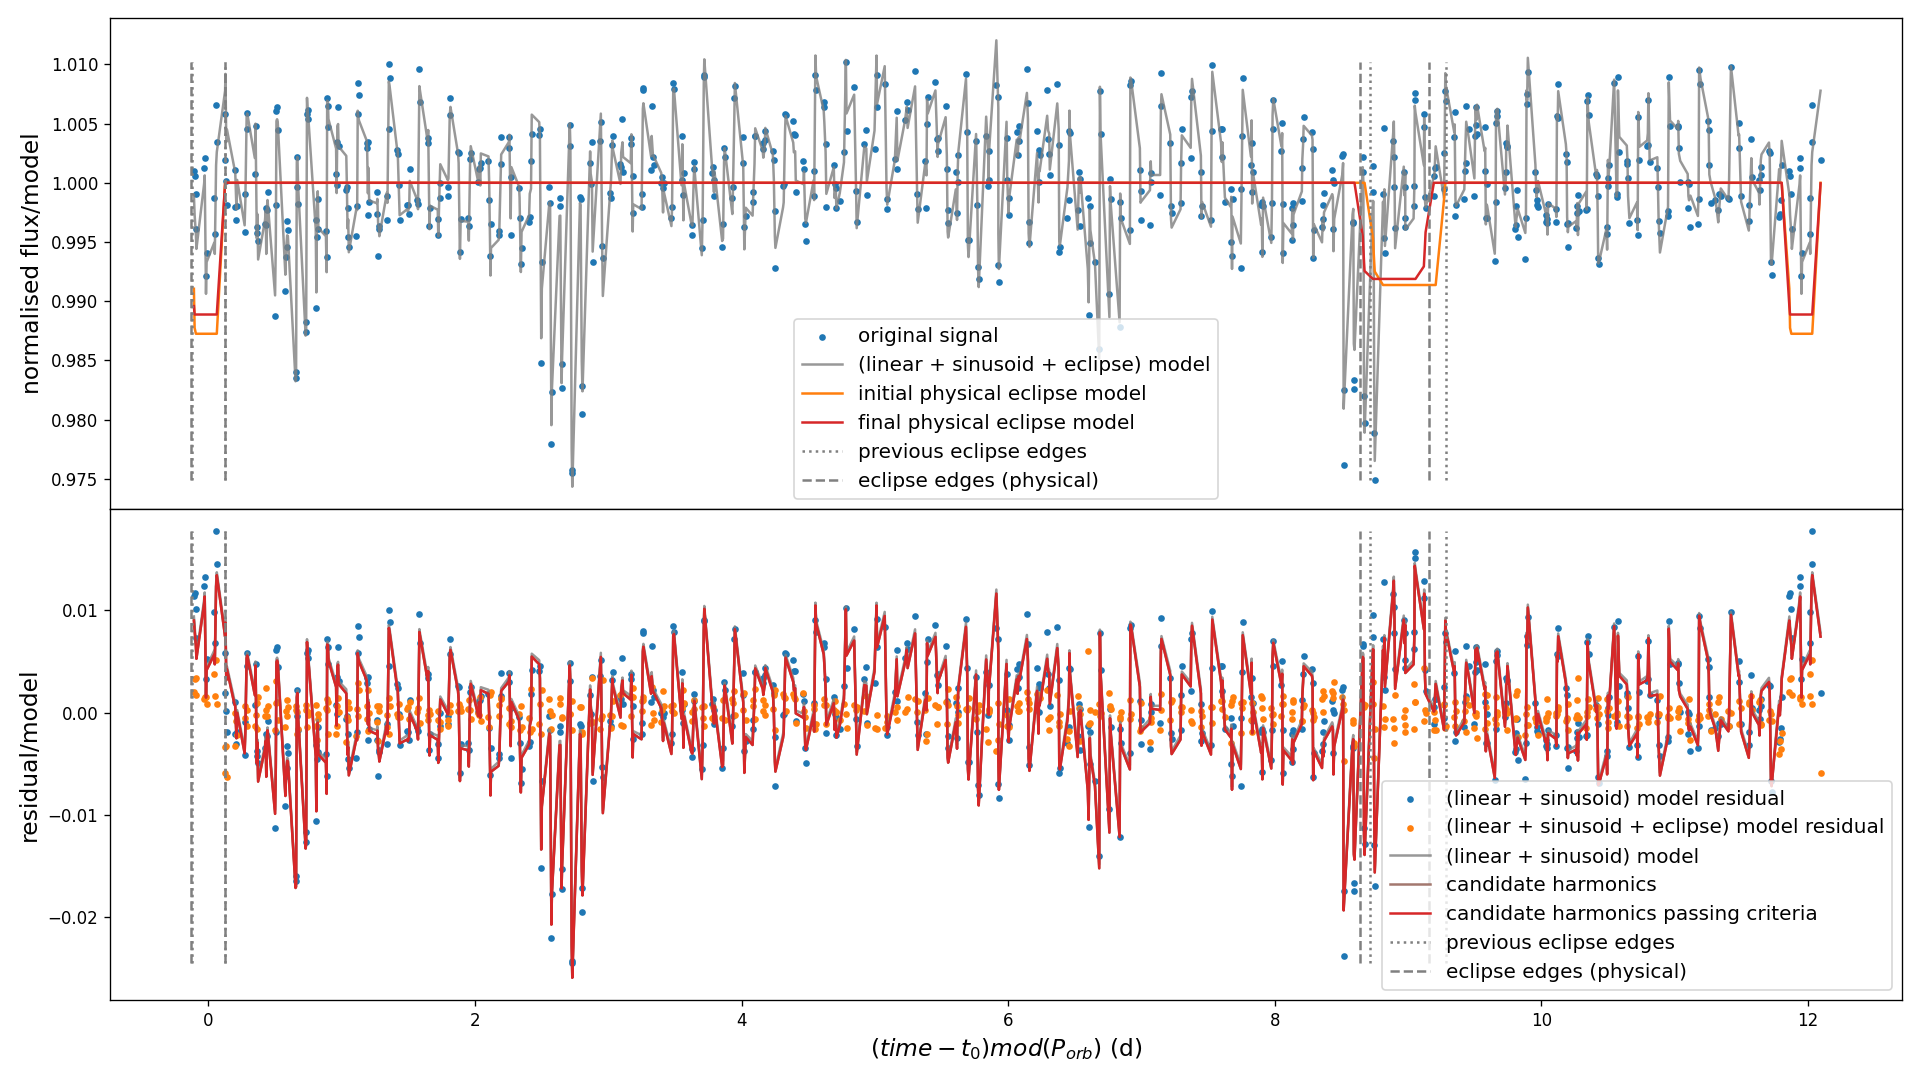 normalised flux/model
1.010
1.005
1.000
0.995
0.990
0.985
0.980
0.975
original signal
(linear + sinusoid + eclipse) model
initial physical eclipse model
final physical eclipse model
previous eclipse edges
eclipse edges (physical)
residual/model
0.01
0.00
−0.01
−0.02
(linear + sinusoid) model residual
(linear + sinusoid + eclipse) model residual
(linear + sinusoid) model
candidate harmonics
candidate harmonics passing criteria
previous eclipse edges
eclipse edges (physical)
0 2 4 6 8 10 12
(time − t₀)mod(P_orb) (d)